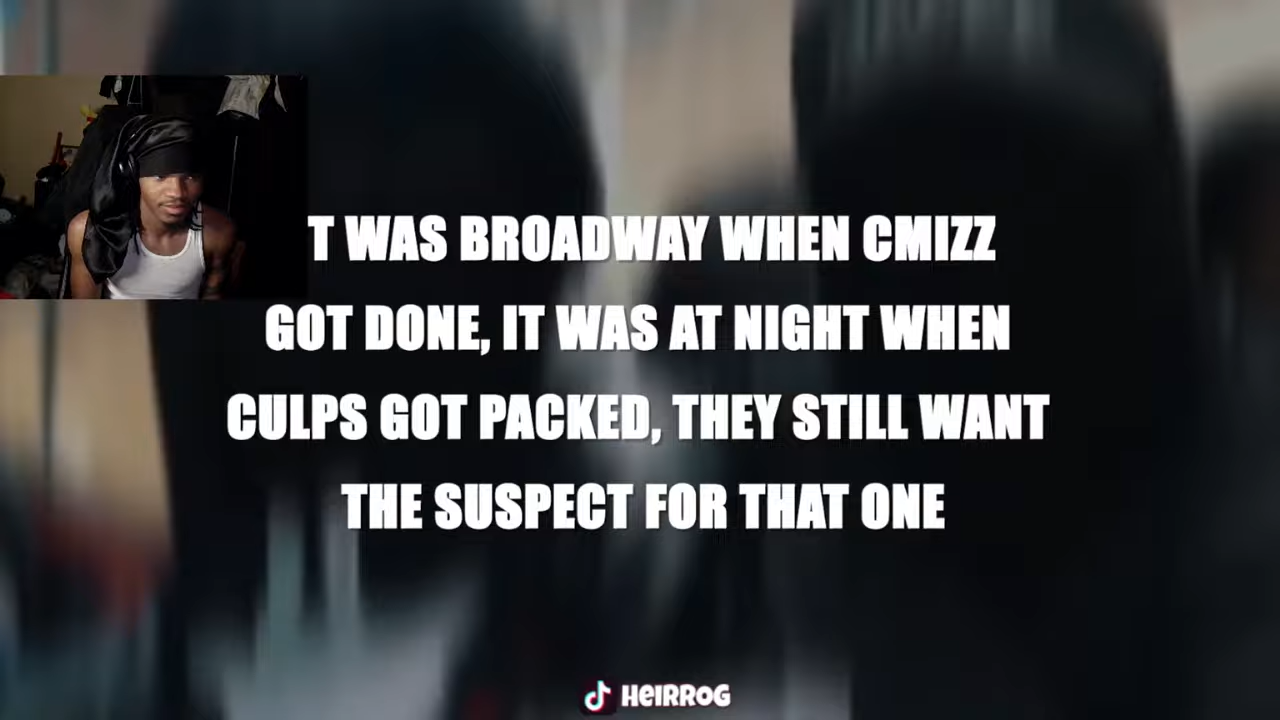 T WAS BROADWAY WHEN CMIZZ
GOT DONE, IT WAS AT NIGHT WHEN
CULPS GOT PACKED, THEY STILL WANT
THE SUSPECT FOR THAT ONE
HEIRROG